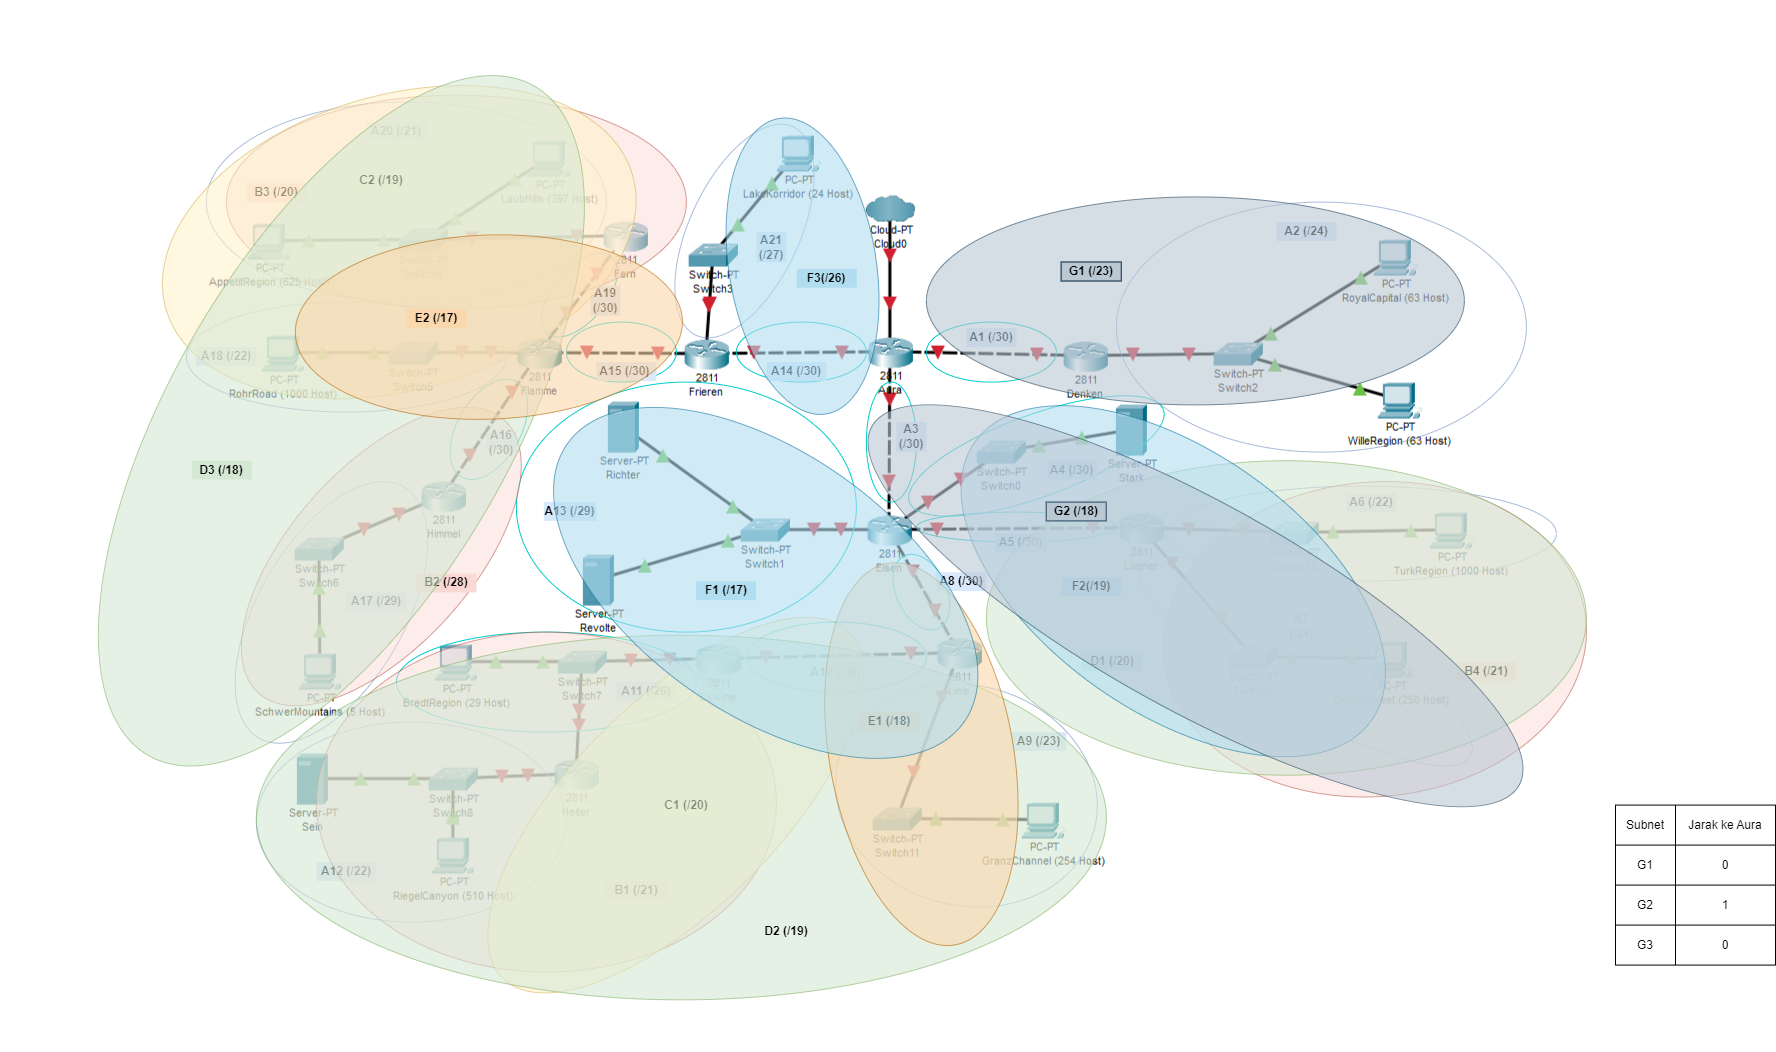 A20 (/21)
C2 (/19)
B3 (/20)
PC-PT
LaubHills (397 Host)
PC-PT
AppetitRegion (625 Host)
2811
Fern
A19
(/30)
E2 (/17)
A18 (/22)
PC-PT
RohrRoad (1000 Host)
Switch-PT
2811
Flamme
A15 (/30)
A16
(/30)
D3 (/18)
2811
Himmel
Switch-PT
Switch6
A17 (/29)
B2 (/28)
PC-PT
SchwerMountains (5 Host)
PC-PT
LakeKorridor (24 Host)
A21
(/27)
Switch-PT
Switch3
F3(/26)
Cloud-PT
Cloud0
2811
Frieren
A14 (/30)
2811
Aura
A1 (/30)
G1 (/23)
A2 (/24)
PC-PT
RoyalCapital (63 Host)
2811
Denken
Switch-PT
Switch2
PC-PT
WilleRegion (63 Host)
A3
(/30)
Server-PT
Richter
Switch-PT
Switch0
A4 (/30)
Server-PT
Stark
A13 (/29)
Switch-PT
Switch1
2811
Eisen
G2 (/18)
A5 (/30)
2811
Lugner
A6 (/22)
PC-PT
TurkRegion (1000 Host)
F1 (/17)
Server-PT
Revolte
A8 (/30)
F2(/19)
D1 (/20)
B4 (/21)
PC-PT
PC-PT
BredtRegion (29 Host)
Switch-PT
Switch7
A11 (/26)
2811
E1 (/18)
A9 (/23)
Server-PT
Sein
Switch-PT
Switch8
2811
Heiter
C1 (/20)
Switch-PT
Switch11
PC-PT
GranzChannel (254 Host)
A12 (/22)
PC-PT
RiegelCanyon (510 Host)
B1 (/21)
D2 (/19)
Subnet Jarak ke Aura
G1 0
G2 1
G3 0